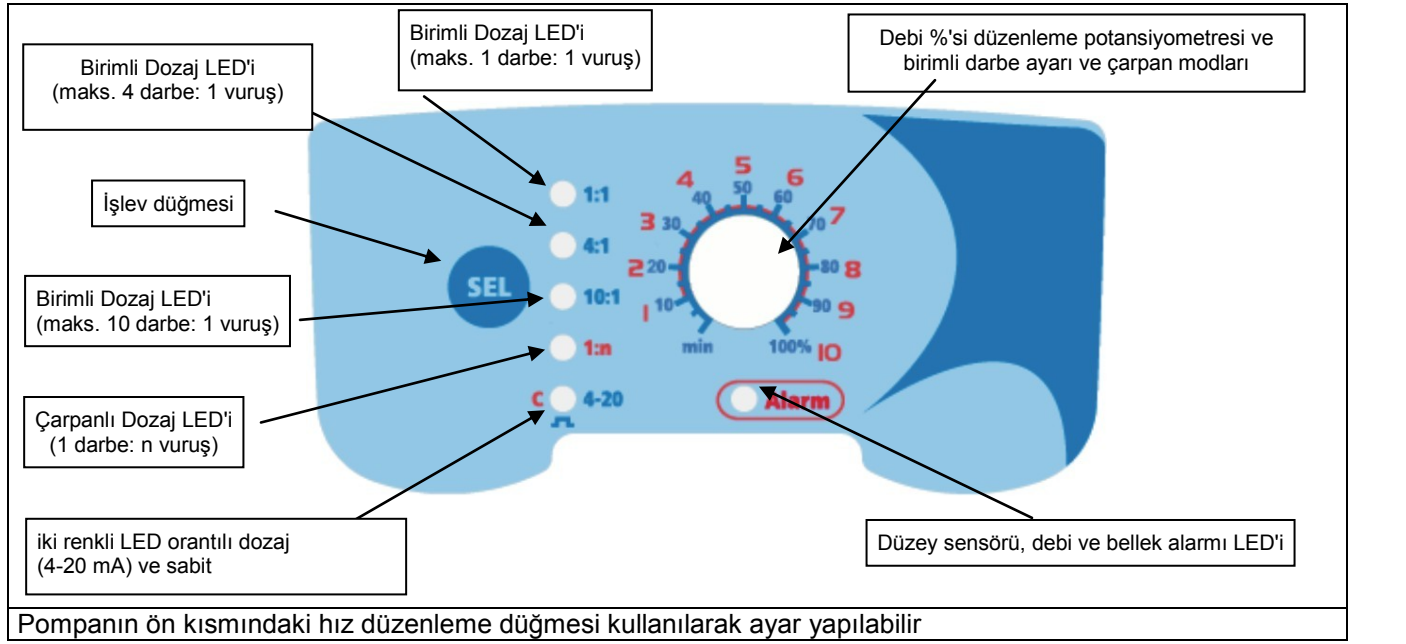 Birimli Dozaj LED'i
(maks. 4 darbe: 1 vuruş)
Birimli Dozaj LED'i
(maks. 1 darbe: 1 vuruş)
Debi %'si düzenleme potansiyometresi ve
birimli darbe ayarı ve çarpan modları
İşlev düğmesi
Birimli Dozaj LED'i
(maks. 10 darbe: 1 vuruş)
Çarpanlı Dozaj LED'i
(1 darbe: n vuruş)
iki renkli LED orantılı dozaj
(4-20 mA) ve sabit
SEL
1:1
4:1
10:1
1:n
C 4-20
min
10
20
30
40
50
60
70
80
90
100%
1
2
3
4
5
6
7
8
9
10
Alarm
Düzey sensörü, debi ve bellek alarmı LED'i
Pompanın ön kısmındaki hız düzenleme düğmesi kullanılarak ayar yapılabilir